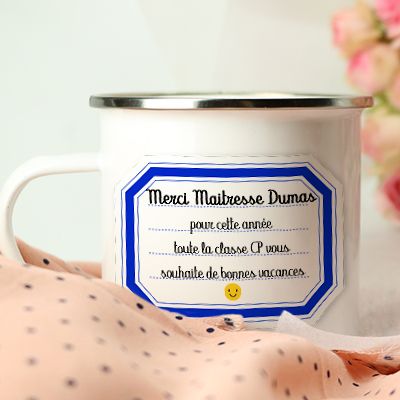 Merci Maitresse Dumas
pour cette année
toute la classe CP vous
souhaite de bonnes vacances